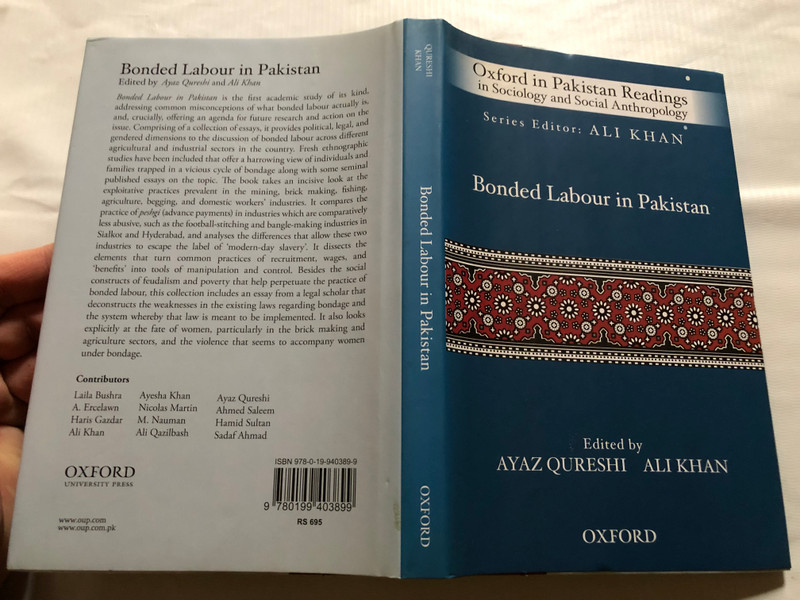 Bonded Labour in Pakistan
Edited by Ayaz Qureshi and Ali Khan
Bonded Labour in Pakistan is the first academic study of its kind,
addressing common misconceptions of what bonded labour actually is,
and, crucially, offering an agenda for future research and action on the
issue. Comprising of a collection of essays, it provides political, legal, and
gendered dimensions to the discussion of bonded labour across different
agricultural and industrial sectors in the country. Fresh ethnographic
studies have been included that offer a harrowing view of individuals and
families trapped in a vicious cycle of bondage along with some seminal
published essays on the topic. The book takes an incisive look at the
exploitative practices prevalent in the mining, brick making, fishing,
agriculture, begging, and domestic workers' industries. It compares the
practice of peshgi (advance payments) in industries which are comparatively
less abusive, such as the football-stitching and bangle-making industries in
Sialkot and Hyderabad, and analyses the differences that allow these two
industries to escape the label of 'modern-day slavery'. It dissects the
elements that turn common practices of recruitment, wages, and
'benefits' into tools of manipulation and control. Besides the social
constructs of feudalism and poverty that help perpetuate the practice of
bonded labour, this collection includes an essay from a legal scholar that
deconstructs the weaknesses in the existing laws regarding bondage and
the system whereby that law is meant to be implemented. It also looks
explicitly at the fate of women, particularly in the brick making and
agriculture sectors, and the violence that seems to accompany women
under bondage.
Contributors
Laila Bushra
A. Ercelawn
Haris Gazdar
Ali Khan
Ayesha Khan
Nicolas Martin
M. Nauman
Ali Qazilbash
Ayaz Qureshi
Ahmed Saleem
Hamid Sultan
Sadaf Ahmad
OXFORD
UNIVERSITY PRESS
www.oup.com
www.oup.com.pk
ISBN 978-0-19-940389-9
9 780199 403899
RS 695
QURESHI
KHAN
Bonded Labour in Pakistan
OXFORD
Oxford in Pakistan Readings
in Sociology and Social Anthropology
Series Editor: ALI KHAN
Bonded Labour in Pakistan
Edited by
AYAZ QURESHI ALI KHAN
OXFORD